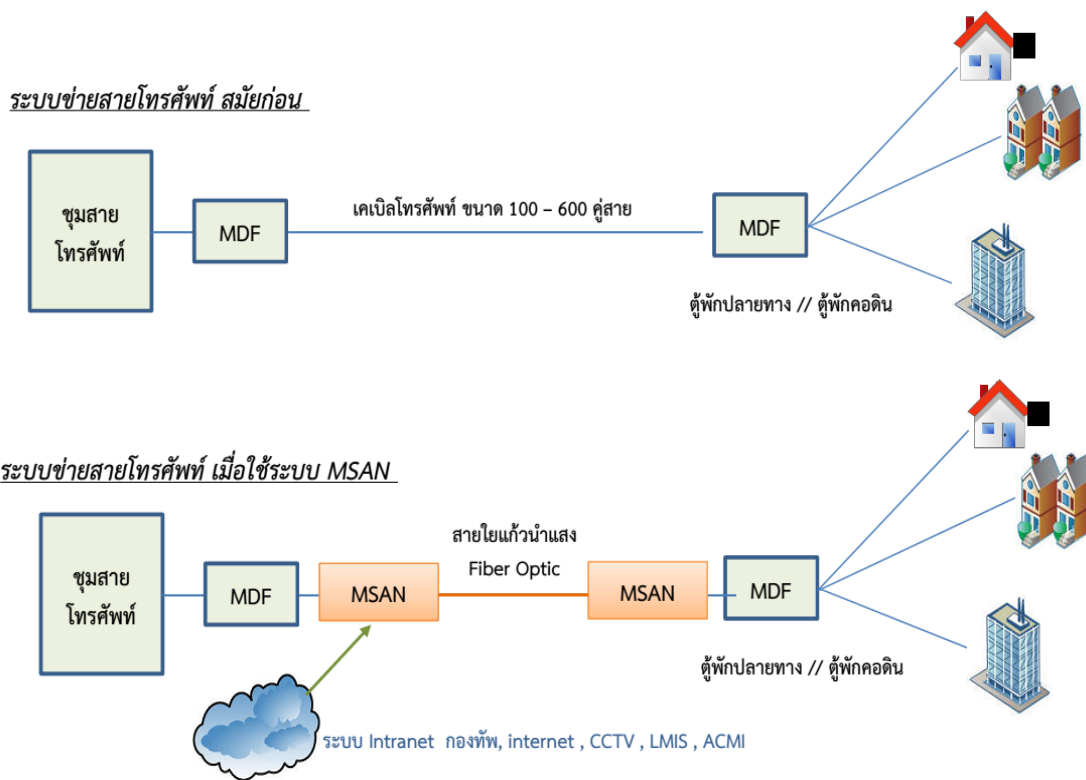 ระบบข่ายสายโทรศัพท์ สมัยก่อน
ชุมสาย
โทรศัพท์
MDF
เคเบิลโทรศัพท์ ขนาด 100 – 600 คู่สาย
MDF
ตู้พักปลายทาง // ตู้พักคอดิน
ระบบข่ายสายโทรศัพท์ เมื่อใช้ระบบ MSAN
ชุมสาย
โทรศัพท์
MDF
MSAN
สายใยแก้วนำแสง
Fiber Optic
MSAN
MDF
ตู้พักปลายทาง // ตู้พักคอดิน
ระบบ Intranet กองทัพ, internet , CCTV , LMIS , ACMI